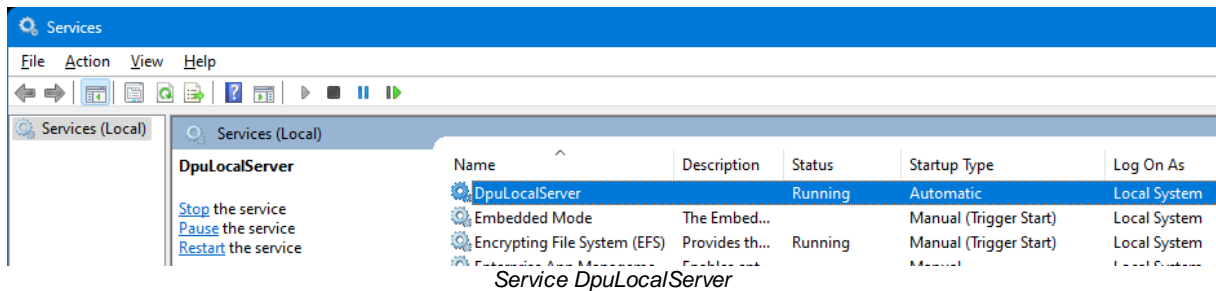 Services
File Action View Help
Services (Local)
Services (Local)
DpuLocalServer
Stop the service
Pause the service
Restart the service
Name Description Status Startup Type Log On As
DpuLocalServer Running Automatic Local System
Embedded Mode The Embed... Manual (Trigger Start) Local System
Encrypting File System (EFS) Provides th... Running Manual (Trigger Start) Local System
Service DpuLocalServer